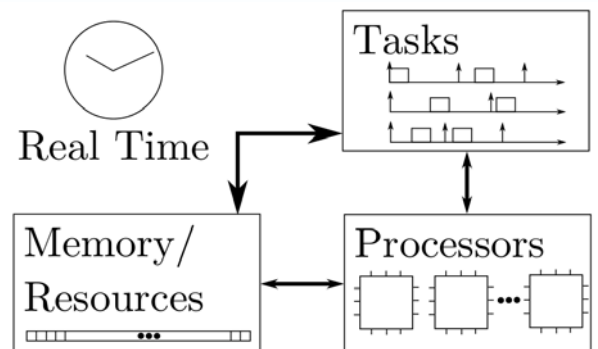 Tasks
Real Time
Memory/
Resources
Processors